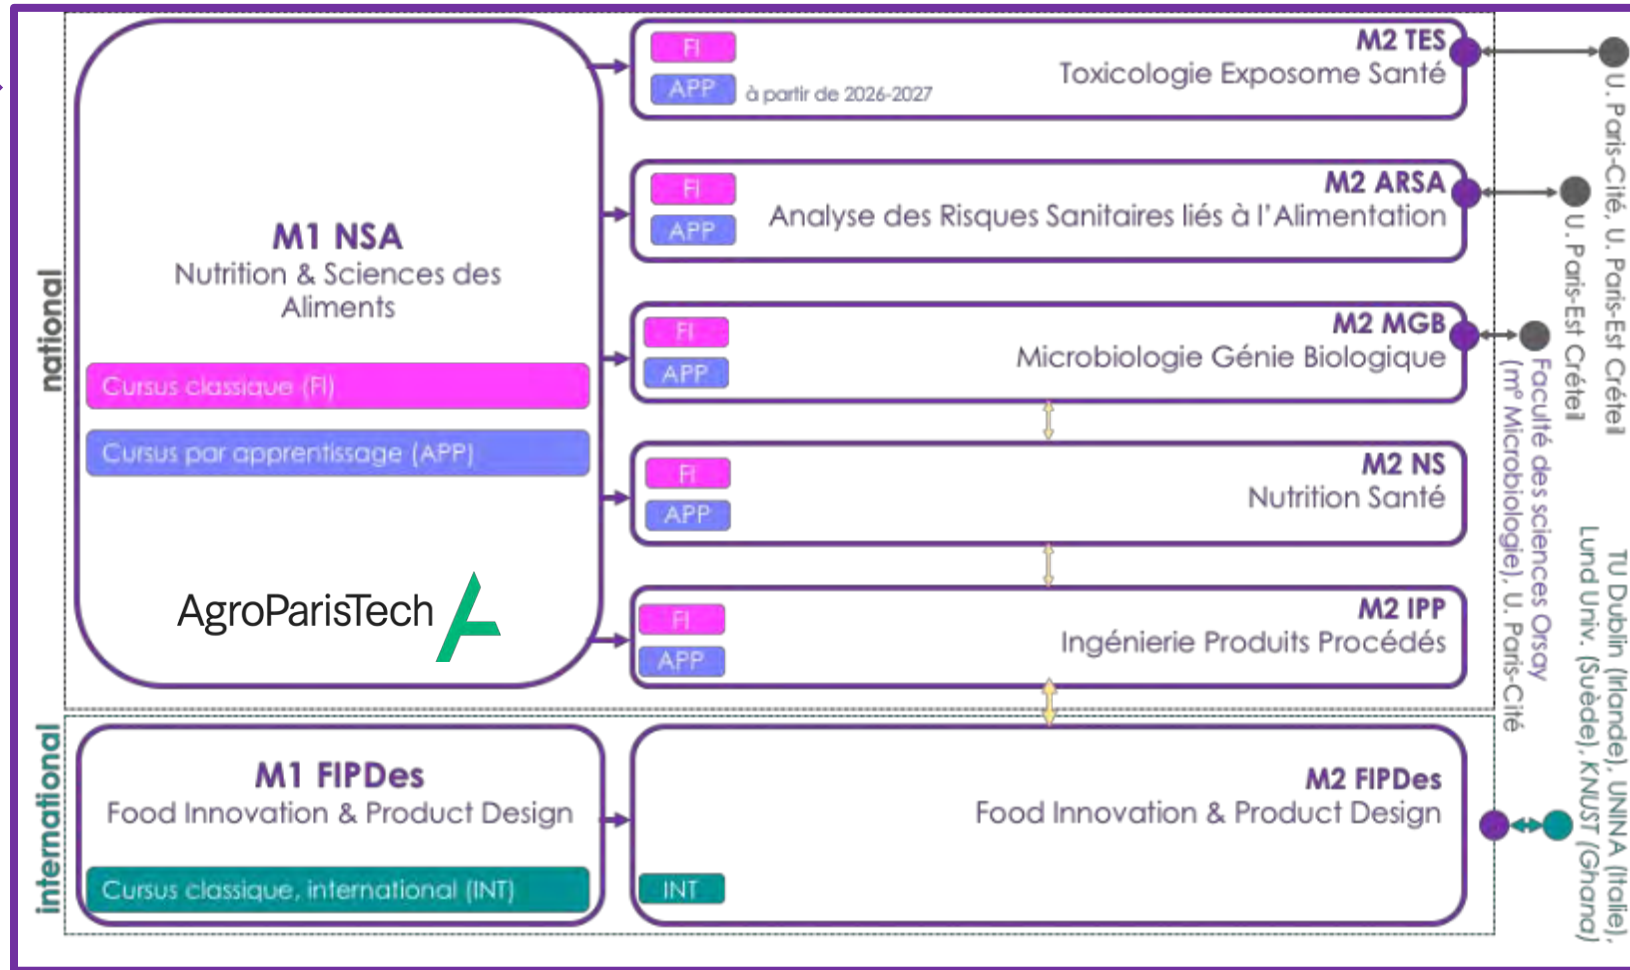 national
M1 NSA
Nutrition & Sciences des
Aliments
Cursus classique (FI)
Cursus par apprentissage (APP)
AgroParisTech
FI
APP
à partir de 2026-2027
M2 TES
Toxicologie Exposome Santé
FI
APP
M2 ARSA
Analyse des Risques Sanitaires liés à l'Alimentation
FI
APP
M2 MGB
Microbiologie Génie Biologique
FI
APP
M2 NS
Nutrition Santé
FI
APP
M2 IPP
Ingénierie Produits Procédés
U. Paris-Cité, U. Paris-Est Créteil
U. Paris-Est Créteil
Faculté des sciences Orsay
(m° Microbiologie), U. Paris-Cité
international
M1 FIPDes
Food Innovation & Product Design
Cursus classique, international (INT)
M2 FIPDes
Food Innovation & Product Design
INT
TU Dublin (Irlande), UNINA (Italie),
Lund Univ. (Suède), KNUST (Ghana)